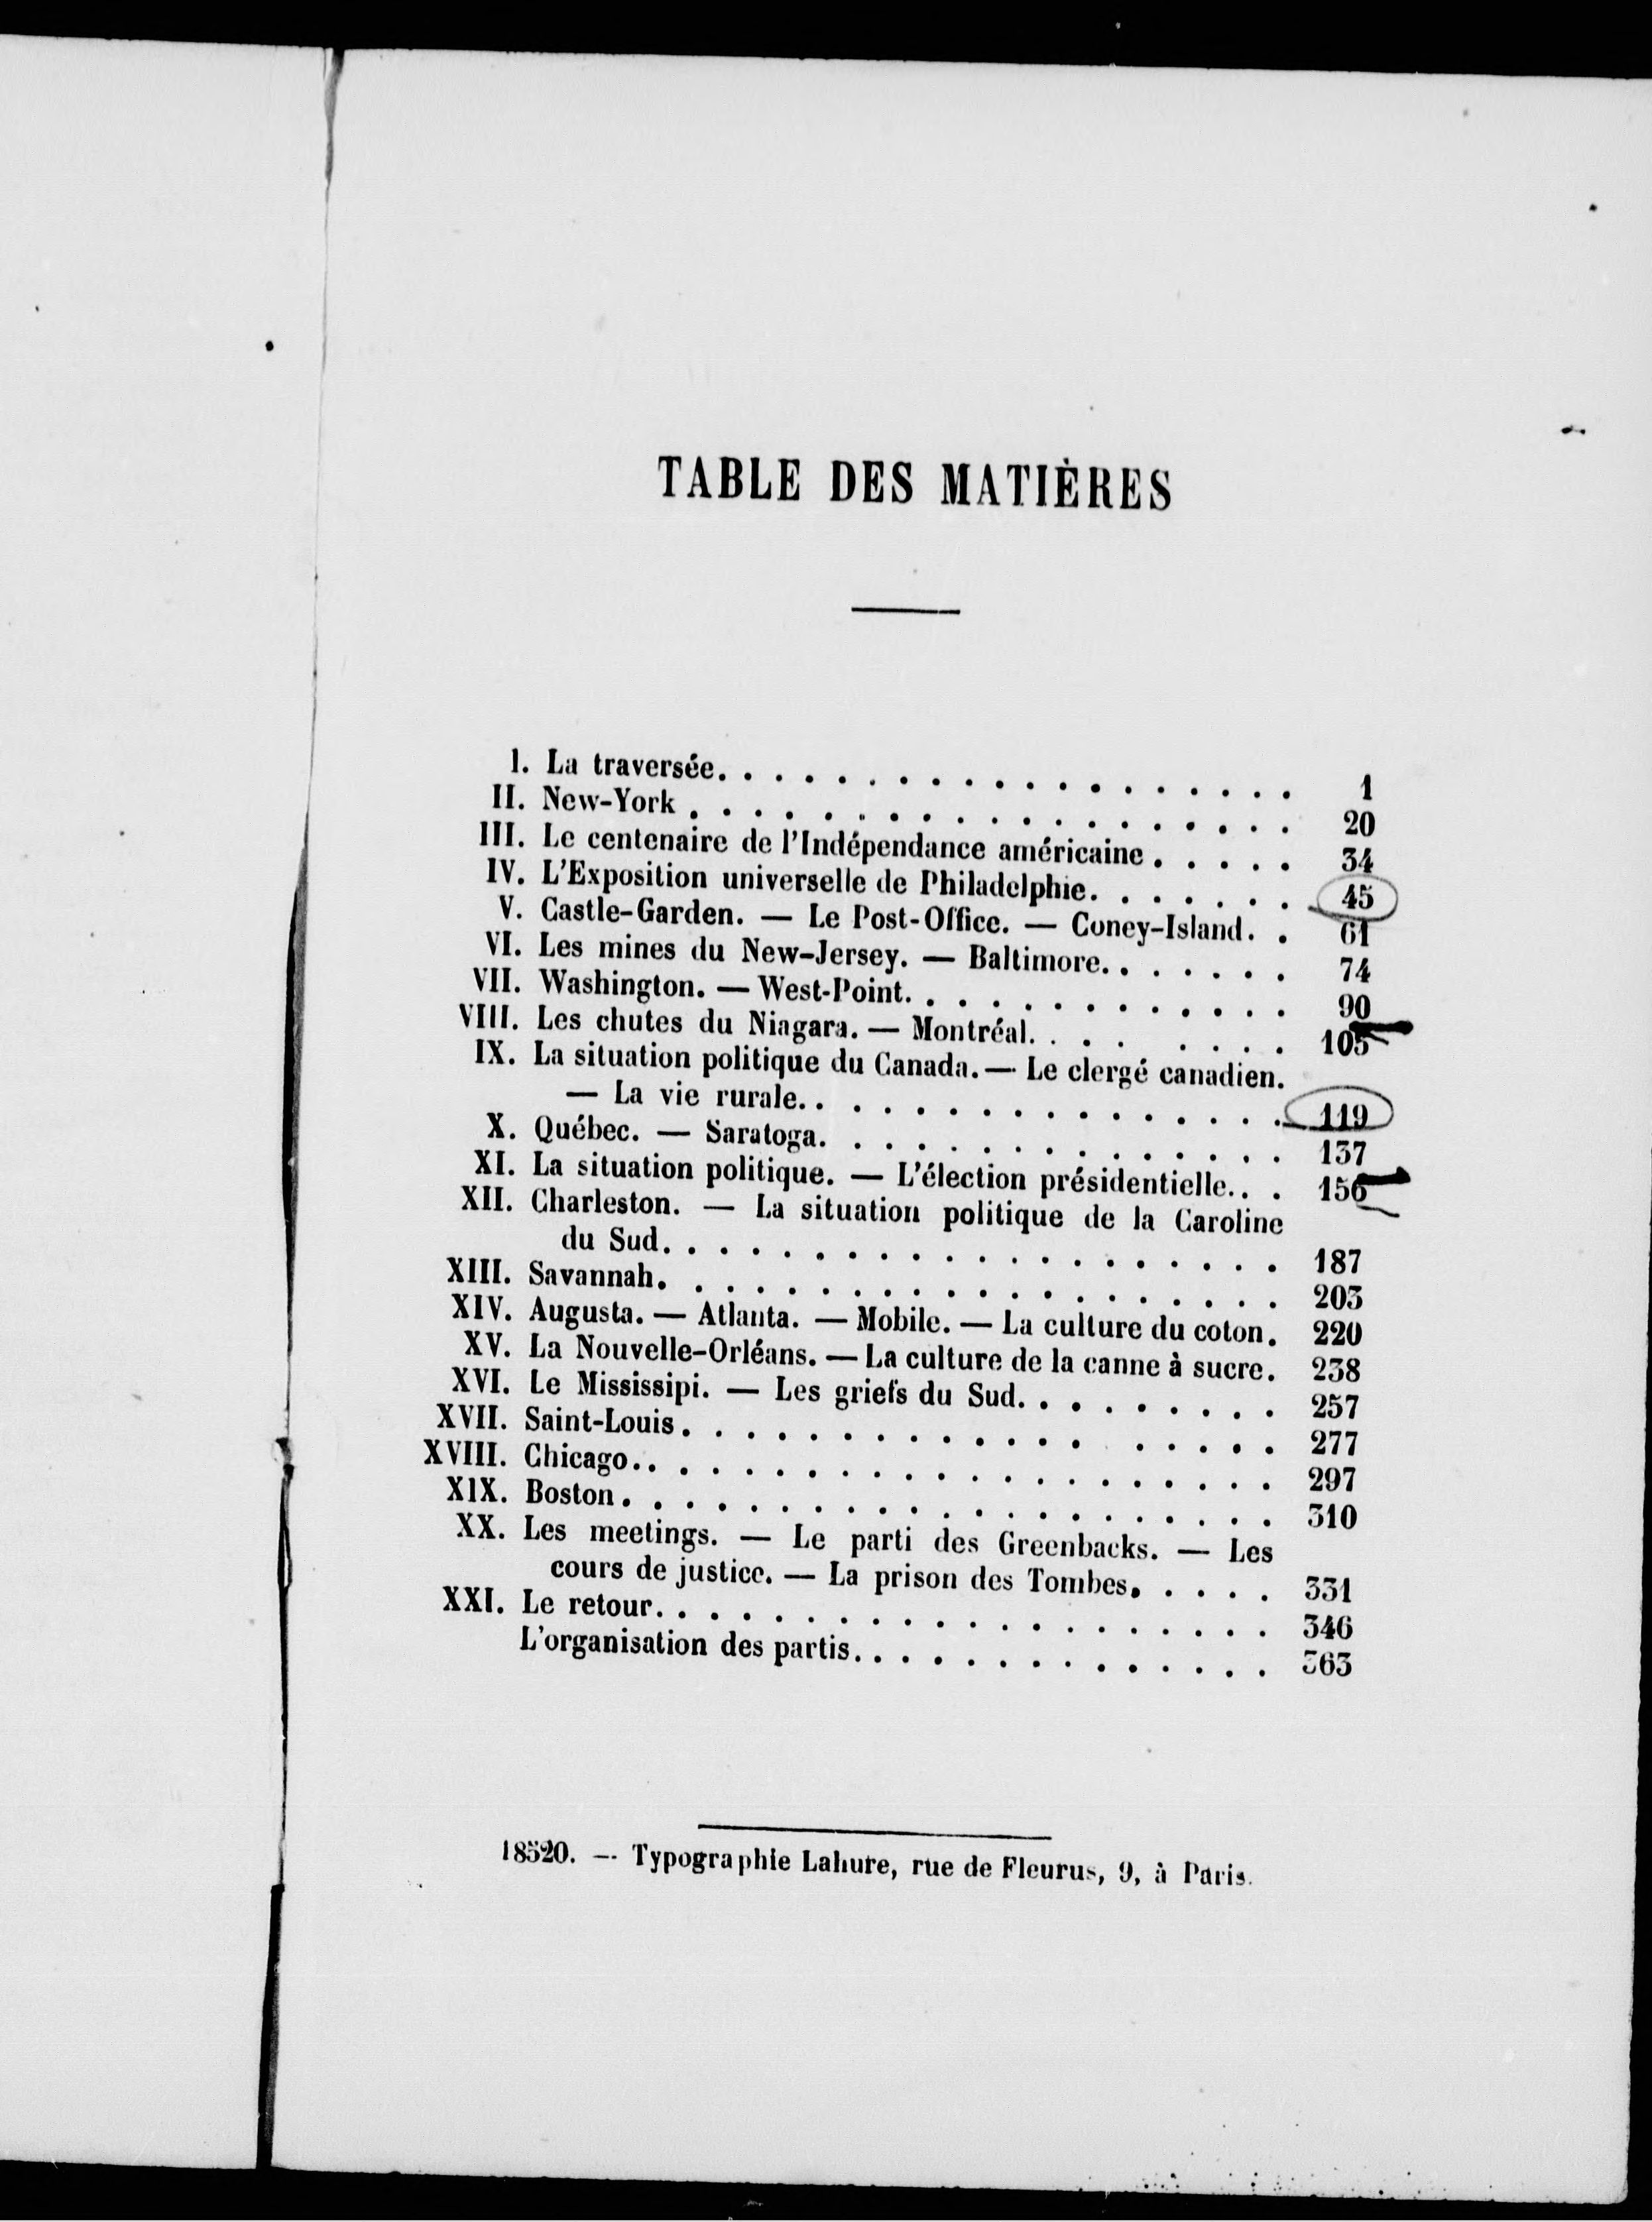 TABLE DES MATIÈRES
I. La traversée. . . . . . . . . . . . . . . . . . . 1
II. New-York . . . . . . . . . . . . . . . . . . . . 20
III. Le centenaire de l'Indépendance américaine . . . . . 34
IV. L'Exposition universelle de Philadelphie. . . . . . . 45
V. Castle-Garden. — Le Post-Office. — Coney-Island. . 61
VI. Les mines du New-Jersey. — Baltimore. . . . . . . 74
VII. Washington. — West-Point. . . . . . . . . . . . . 90
VIII. Les chutes du Niagara. — Montréal. . . . . . . . 105
IX. La situation politique du Canada. — Le clergé canadien.
— La vie rurale. . . . . . . . . . . . . . . . 119
X. Québec. — Saratoga. . . . . . . . . . . . . . . 137
XI. La situation politique. — L'élection présidentielle. . . 156
XII. Charleston. — La situation politique de la Caroline
du Sud. . . . . . . . . . . . . . . . . . . . 187
XIII. Savannah. . . . . . . . . . . . . . . . . . . . 203
XIV. Augusta. — Atlanta. — Mobile. — La culture du coton. 220
XV. La Nouvelle-Orléans. — La culture de la canne à sucre. 238
XVI. Le Mississipi. — Les griefs du Sud. . . . . . . . . 257
XVII. Saint-Louis. . . . . . . . . . . . . . . . . . . 277
XVIII. Chicago. . . . . . . . . . . . . . . . . . . . . 297
XIX. Boston. . . . . . . . . . . . . . . . . . . . . 310
XX. Les meetings. — Le parti des Greenbacks. — Les
cours de justice. — La prison des Tombes. . . . . 331
XXI. Le retour. . . . . . . . . . . . . . . . . . . . 346
L'organisation des partis. . . . . . . . . . . . . . 363
18520. — Typographie Lahure, rue de Fleurus, 9, à Paris.